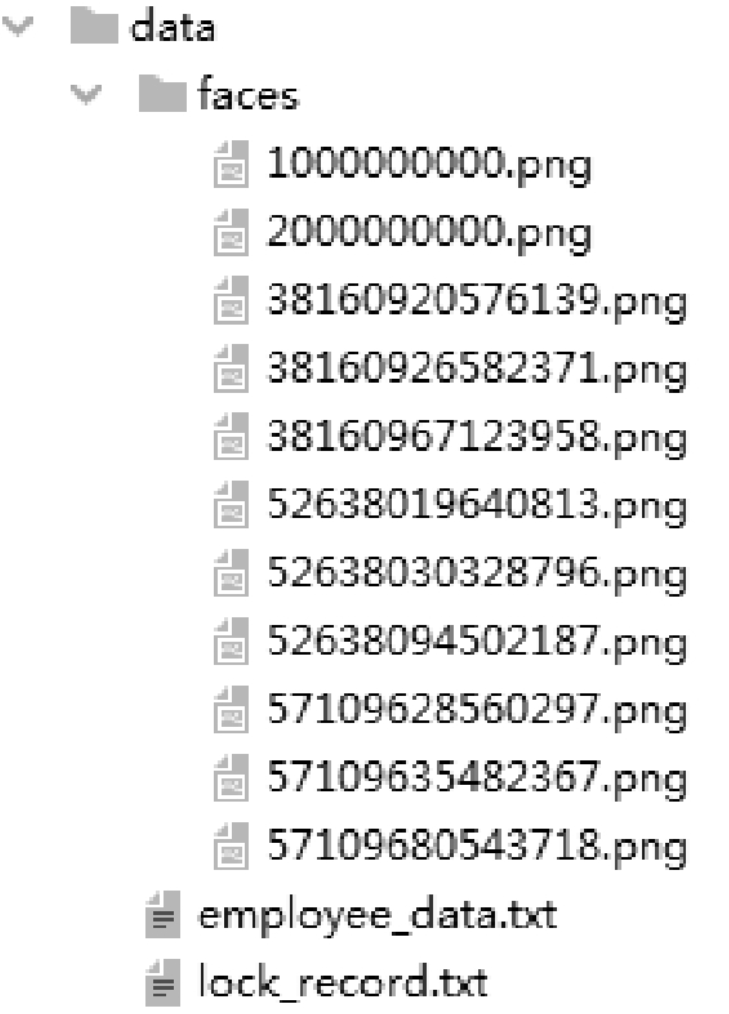 data
faces
1000000000.png
2000000000.png
38160920576139.png
38160926582371.png
38160967123958.png
52638019640813.png
52638030328796.png
52638094502187.png
57109628560297.png
57109635482367.png
57109680543718.png
employee_data.txt
lock_record.txt